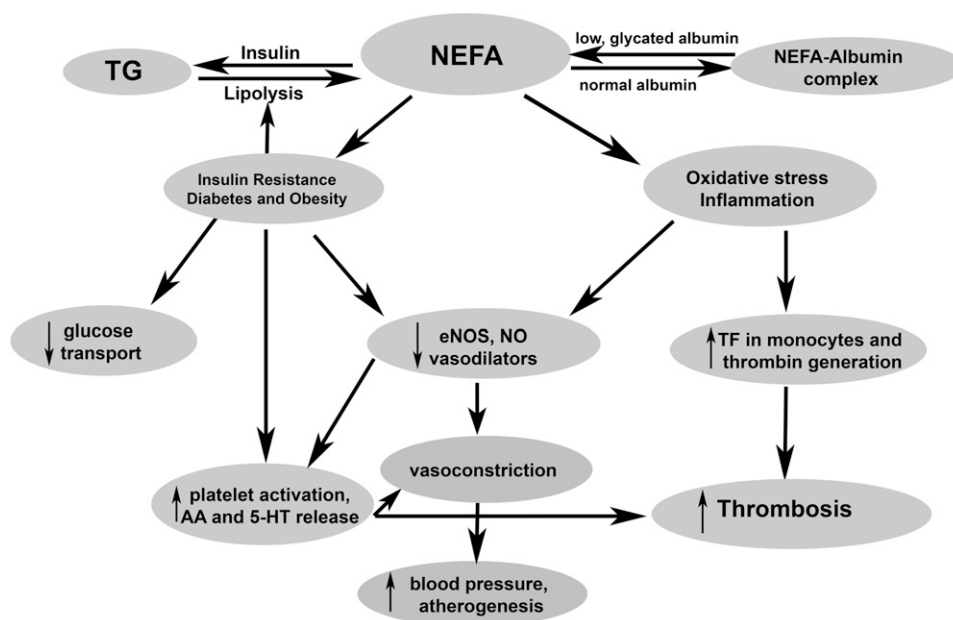 Insulin
TG
Lipolysis
NEFA
low, glycated albumin
normal albumin
NEFA-Albumin
complex
Insulin Resistance
Diabetes and Obesity
Oxidative stress
Inflammation
glucose
transport
eNOS, NO
vasodilators
TF in monocytes and
thrombin generation
vasoconstriction
platelet activation,
AA and 5-HT release
Thrombosis
blood pressure,
atherogenesis